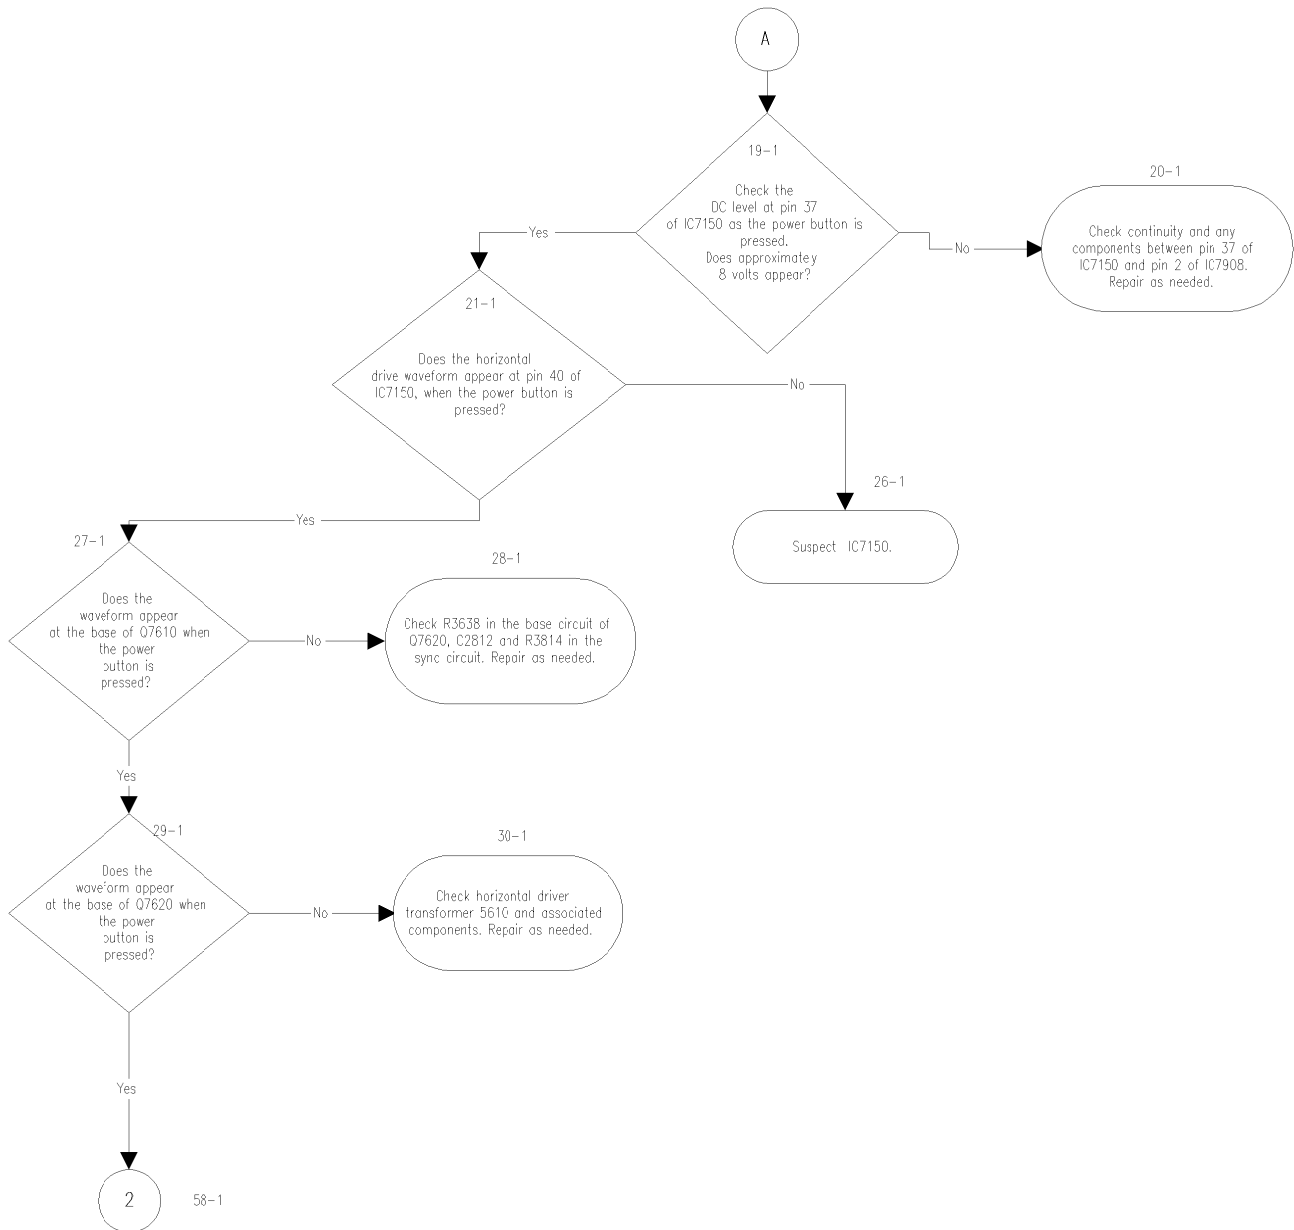 A
19-1
Check the
DC level at pin 37
of IC7150 as the power button is
pressed.
Does approximately
8 volts appear?
Yes
No
20-1
Check continuity and any
components between pin 37 of
IC7150 and pin 2 of IC7908.
Repair as needed.
21-1
Does the horizontal
drive waveform appear at pin 40 of
IC7150, when the power button is
pressed?
No
Yes
26-1
Suspect IC7150.
27-1
Does the
waveform appear
at the base of Q7610 when
the power
button is
pressed?
No
28-1
Check R3638 in the base circuit of
Q7620, C2812 and R3814 in the
sync circuit. Repair as needed.
Yes
29-1
Does the
waveform appear
at the base of Q7620 when
the power
button is
pressed?
No
30-1
Check horizontal driver
transformer 5610 and associated
components. Repair as needed.
Yes
2
58-1